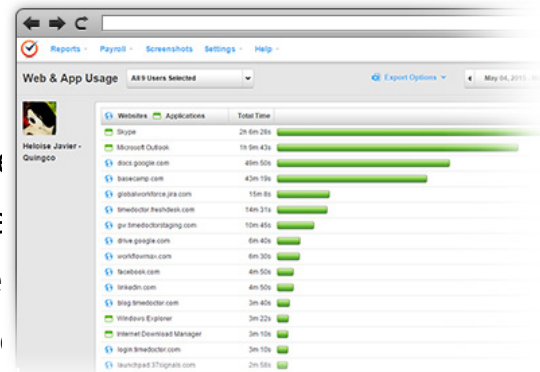 Reports Payroll Screenshots Settings Help
Web & App Usage All 9 Users Selected Export Options May 04, 2015
Heloise Javier -
Quingco
Websites Applications Total Time
Skype 2h 6m 28s
Microsoft Outlook 1h 9m 43s
docs.google.com 49m 50s
basecamp.com 43m 19s
globalworkforce.jira.com 15m 8s
timedoctor.freshdesk.com 14m 31s
gw.timedoctorstaging.com 10m 45s
drive.google.com 6m 40s
workflowmax.com 6m 30s
facebook.com 4m 50s
linkedin.com 4m 50s
blog.timedoctor.com 3m 40s
Windows Explorer 3m 22s
Internet Download Manager 3m 10s
login.timedoctor.com 3m 10s
launchpad.37signals.com 2m 58s